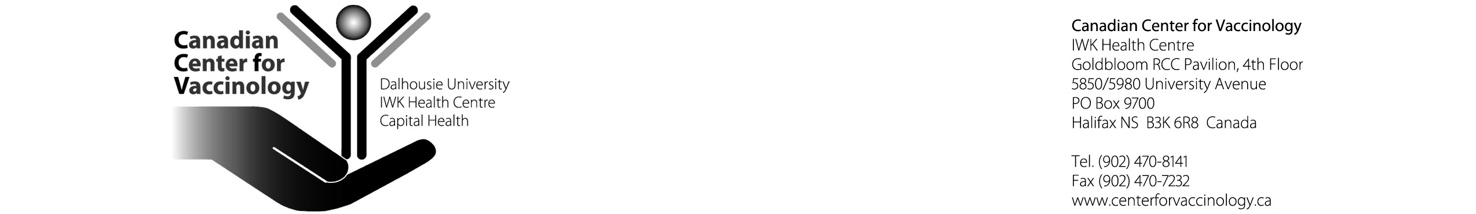 Canadian
Center for
Vaccinology
Dalhousie University
IWK Health Centre
Capital Health
Canadian Center for Vaccinology
IWK Health Centre
Goldbloom RCC Pavilion, 4th Floor
5850/5980 University Avenue
PO Box 9700
Halifax NS  B3K 6R8  Canada
Tel. (902) 470-8141
Fax (902) 470-7232
www.centerforvaccinology.ca